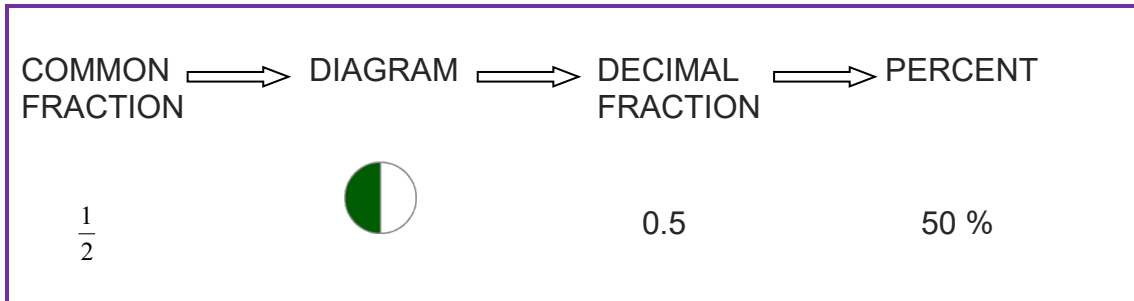 COMMON FRACTION
DIAGRAM
DECIMAL FRACTION
PERCENT
1/2
0.5
50 %